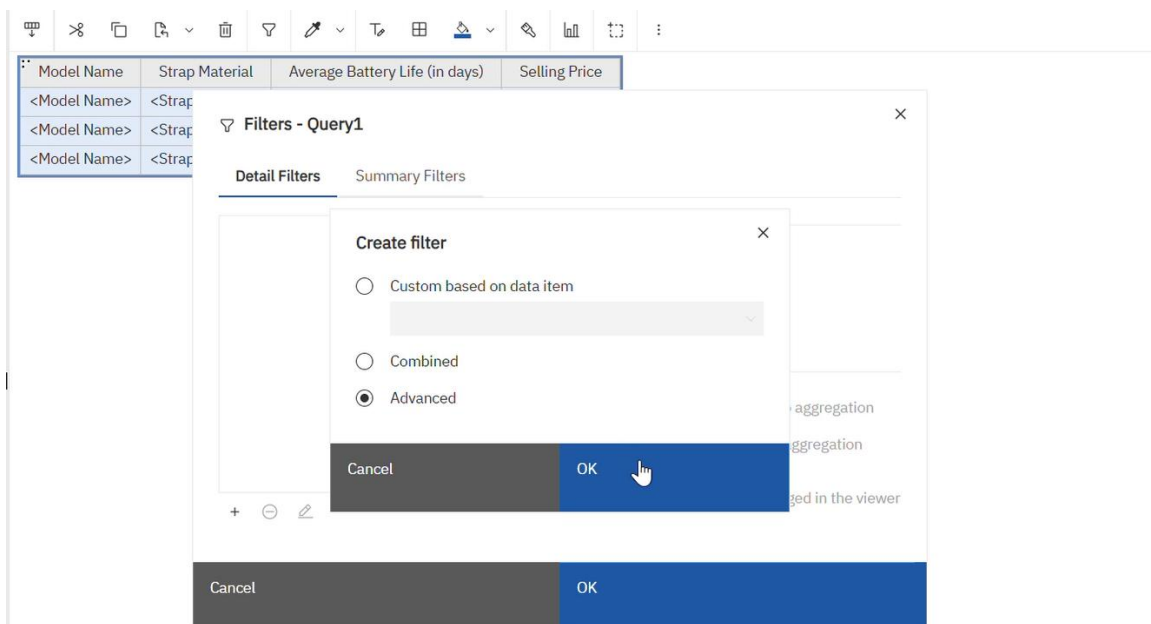 Model Name Strap Material Average Battery Life (in days) Selling Price
<Model Name> <Strap
<Model Name> <Strap
<Model Name> <Strap
Filters - Query1
Detail Filters Summary Filters
Create filter
Custom based on data item
Combined
Advanced
aggregation
ggregation
ged in the viewer
Cancel OK
Cancel OK